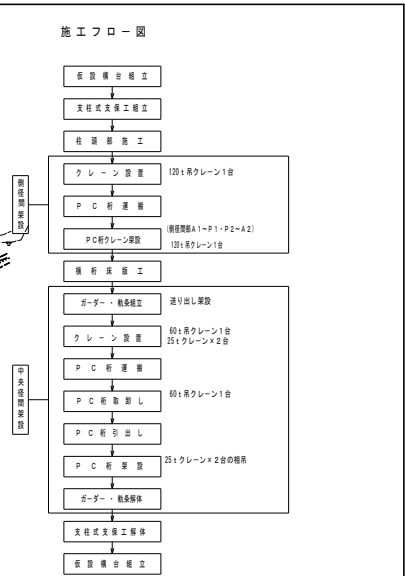 施工フロー図
仮設構台組立
支柱式支保工組立
柱頭部施工
側径間架設
クレーン設置
120t吊クレーン1台
PC桁運搬
PC桁クレーン架設
(側径間部A1~P1・P2~A2)
120t吊クレーン1台
横桁床版工
中央径間架設
ガーダー・軌条組立
送り出し架設
クレーン設置
60t吊クレーン1台
25tクレーン×2台
PC桁運搬
PC桁取卸し
60t吊クレーン1台
PC桁引出し
PC桁架設
25tクレーン×2台の相吊
ガーダー・軌条解体
支柱式支保工解体
仮設構台組立